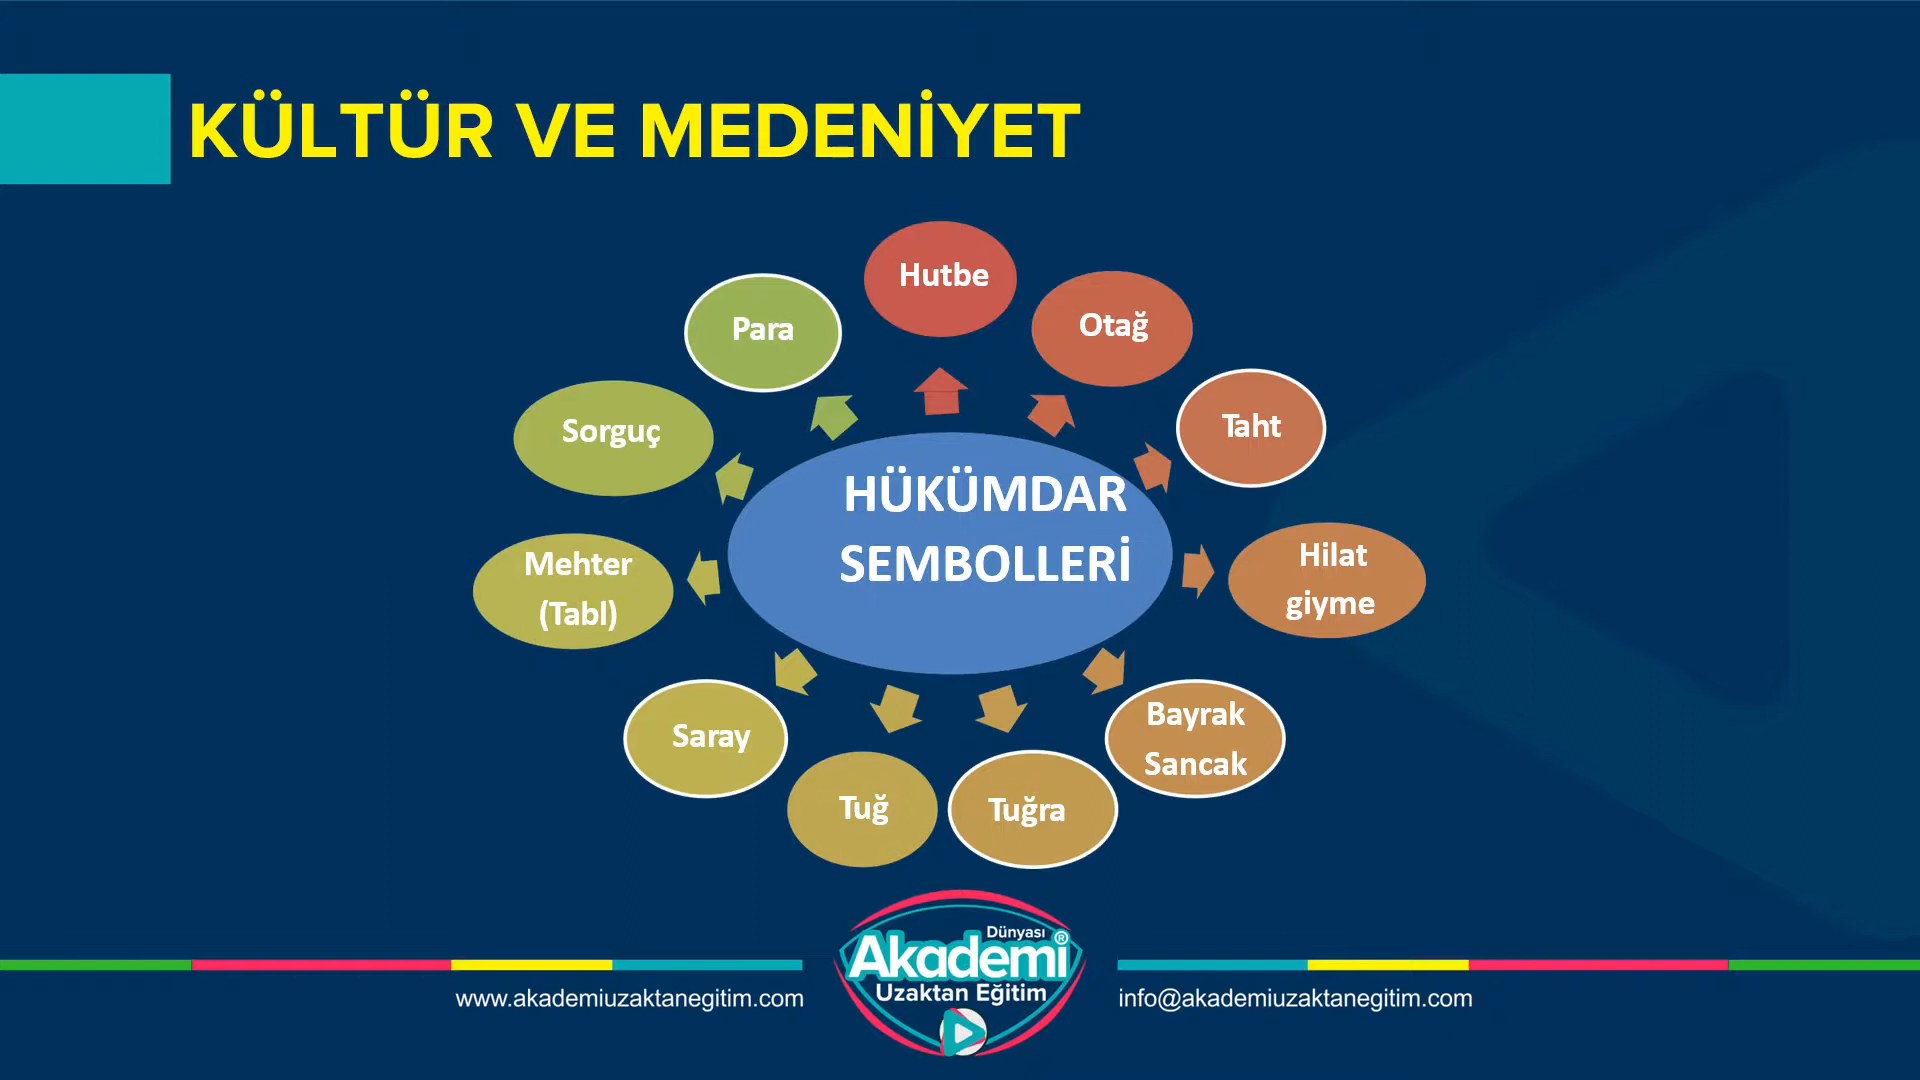 KÜLTÜR VE MEDENİYET
Hutbe
Otağ
Taht
Hilat
giyme
Bayrak
Sancak
Tuğra
Tuğ
Saray
Mehter
(Tabl)
Sorguç
Para
HÜKÜMDAR
SEMBOLLERİ
Dünyası
Akademi®
Uzaktan Eğitim
www.akademiuzaktanegitim.com
info@akademiuzaktanegitim.com